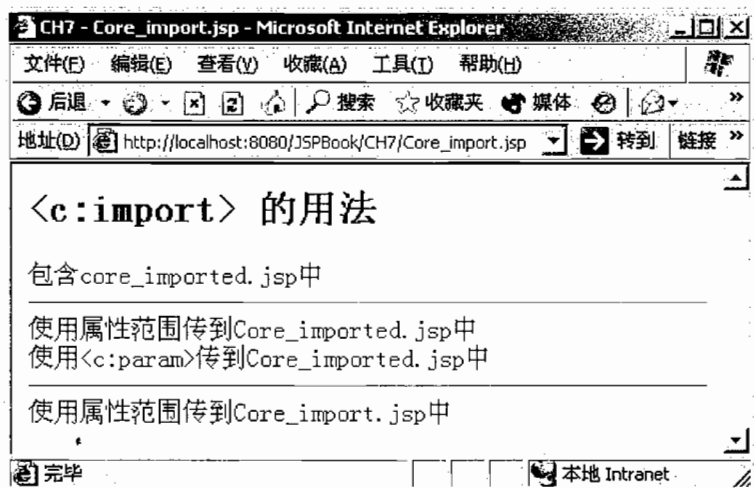 CH7 - Core_import.jsp - Microsoft Internet Explorer
文件(F) 编辑(E) 查看(V) 收藏(A) 工具(T) 帮助(H)
后退 搜索 收藏夹 媒体 »
地址(D) http://localhost:8080/JSPBook/CH7/Core_import.jsp 转到 链接 »
<c:import> 的用法
包含core_imported.jsp中
使用属性范围传到Core_imported.jsp中
使用<c:param>传到Core_imported.jsp中
使用属性范围传到Core_import.jsp中
完毕 本地 Intranet